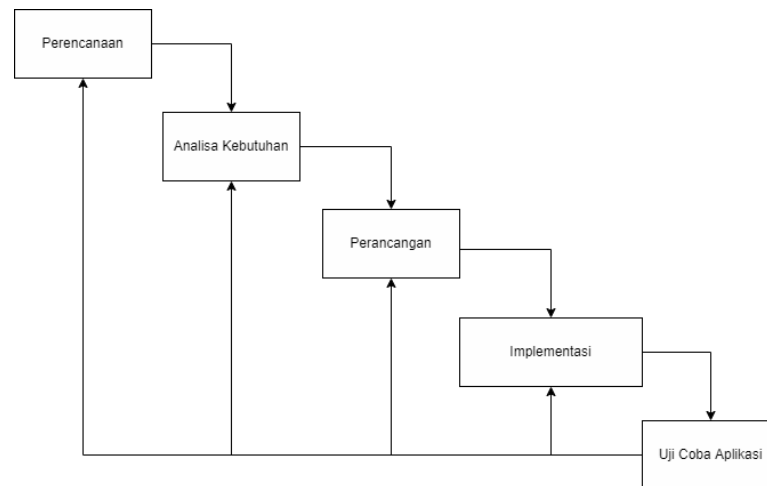 Perencanaan
Analisa Kebutuhan
Perancangan
Implementasi
Uji Coba Aplikasi